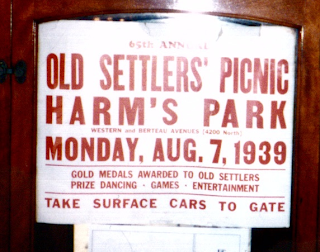 65th ANNUAL
OLD SETTLERS' PICNIC
HARM'S PARK
WESTERN and BERTEAU AVENUES (4200 North)
MONDAY, AUG. 7, 1939
GOLD MEDALS AWARDED TO OLD SETTLERS
PRIZE DANCING · GAMES · ENTERTAINMENT
TAKE SURFACE CARS TO GATE